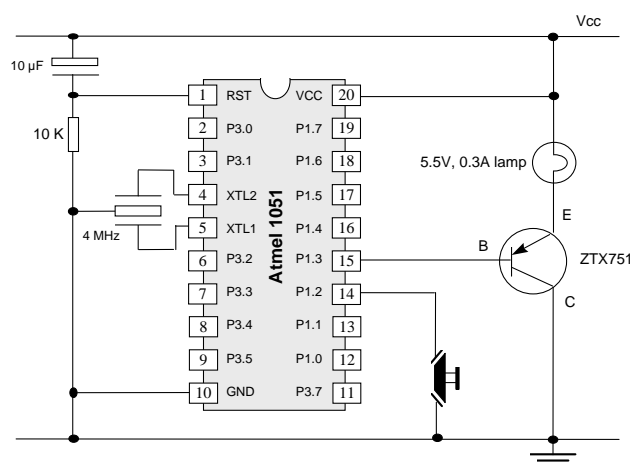 Vcc
10 µF
1 RST VCC 20
2 P3.0 P1.7 19
10 K
3 P3.1 P1.6 18
5.5V, 0.3A lamp
4 XTL2 P1.5 17
4 MHz
5 XTL1 P1.4 16
Atmel 1051
E
6 P3.2 P1.3 15
B
ZTX751
7 P3.3 P1.2 14
C
8 P3.4 P1.1 13
9 P3.5 P1.0 12
10 GND P3.7 11